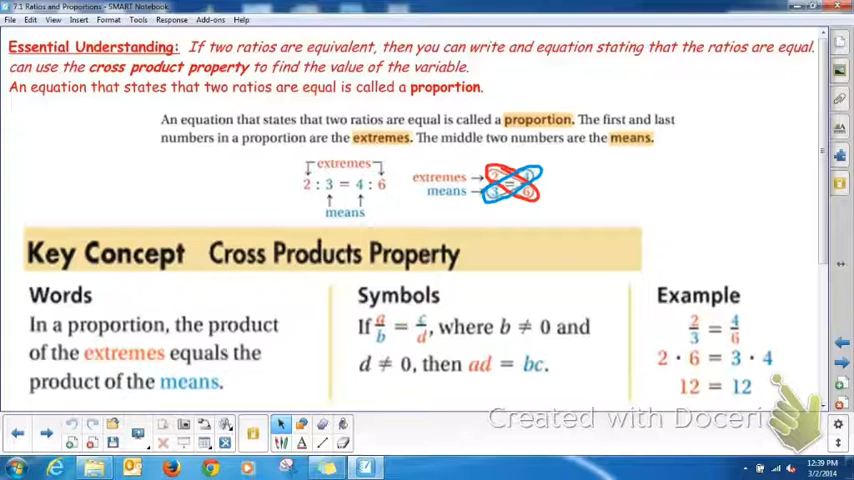 7.1 Ratios and Proportions - SMART Notebook
File Edit View Insert Format Tools Response Add-ons Help
Essential Understanding: If two ratios are equivalent, then you can write and equation stating that the ratios are equal.
can use the cross product property to find the value of the variable.
An equation that states that two ratios are equal is called a proportion.
An equation that states that two ratios are equal is called a proportion. The first and last
numbers in a proportion are the extremes. The middle two numbers are the means.
extremes
2 : 3 = 4 : 6
means
extremes → 2 = 4
means → 3 6
Key Concept Cross Products Property
Words
In a proportion, the product
of the extremes equals the
product of the means.
Symbols
If a/b = c/d, where b ≠ 0 and
d ≠ 0, then ad = bc.
Example
2/3 = 4/6
2 · 6 = 3 · 4
12 = 12
Created with Doceri
12:39 PM
3/2/2014